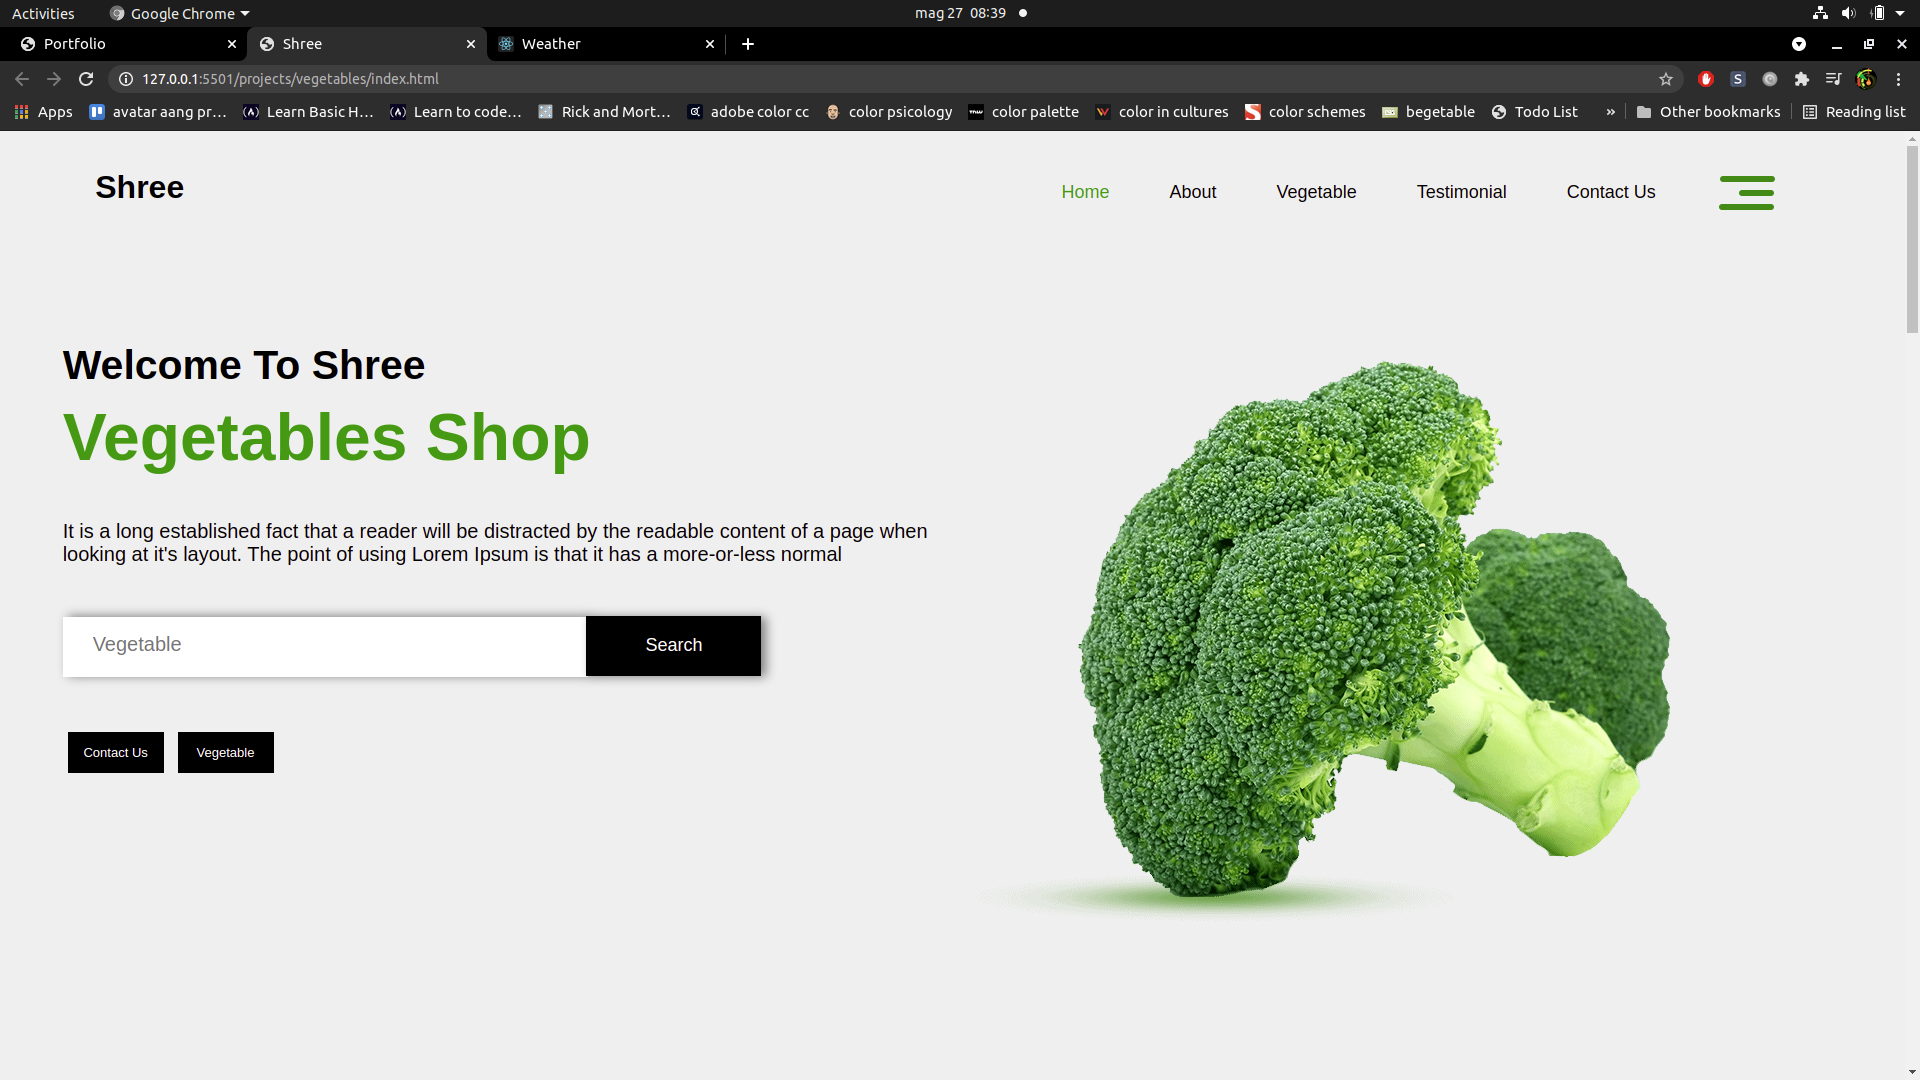 Activities Google Chrome mag 27 08:39
Portfolio Shree Weather
127.0.0.1:5501/projects/vegetables/index.html
Apps avatar aang pr… Learn Basic H… Learn to code… Rick and Mort… adobe color cc color psicology color palette color in cultures color schemes begetable Todo List » Other bookmarks Reading list
Shree Home About Vegetable Testimonial Contact Us
Welcome To Shree
Vegetables Shop
It is a long established fact that a reader will be distracted by the readable content of a page when
looking at it's layout. The point of using Lorem Ipsum is that it has a more-or-less normal
Vegetable Search
Contact Us Vegetable